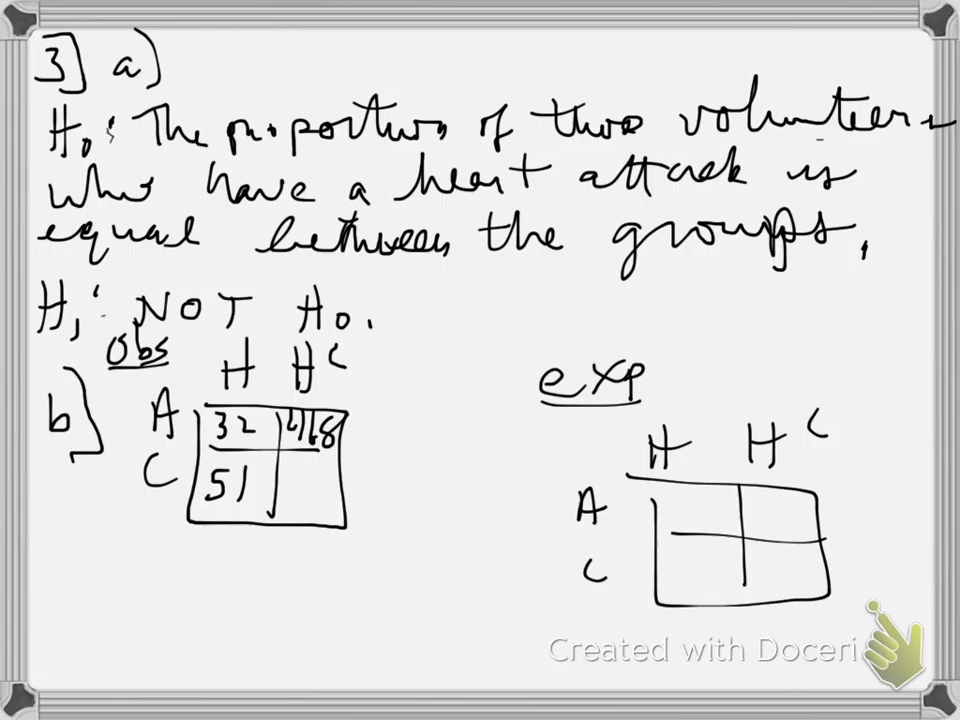 3] a)
H₀: The proportion of those volunteers
who have a heart attack is
equal between the groups.
H₁: NOT H₀.
Obs
H Hᶜ
exp
b) A 32 468
C 51
H Hᶜ
A
C
Created with Doceri